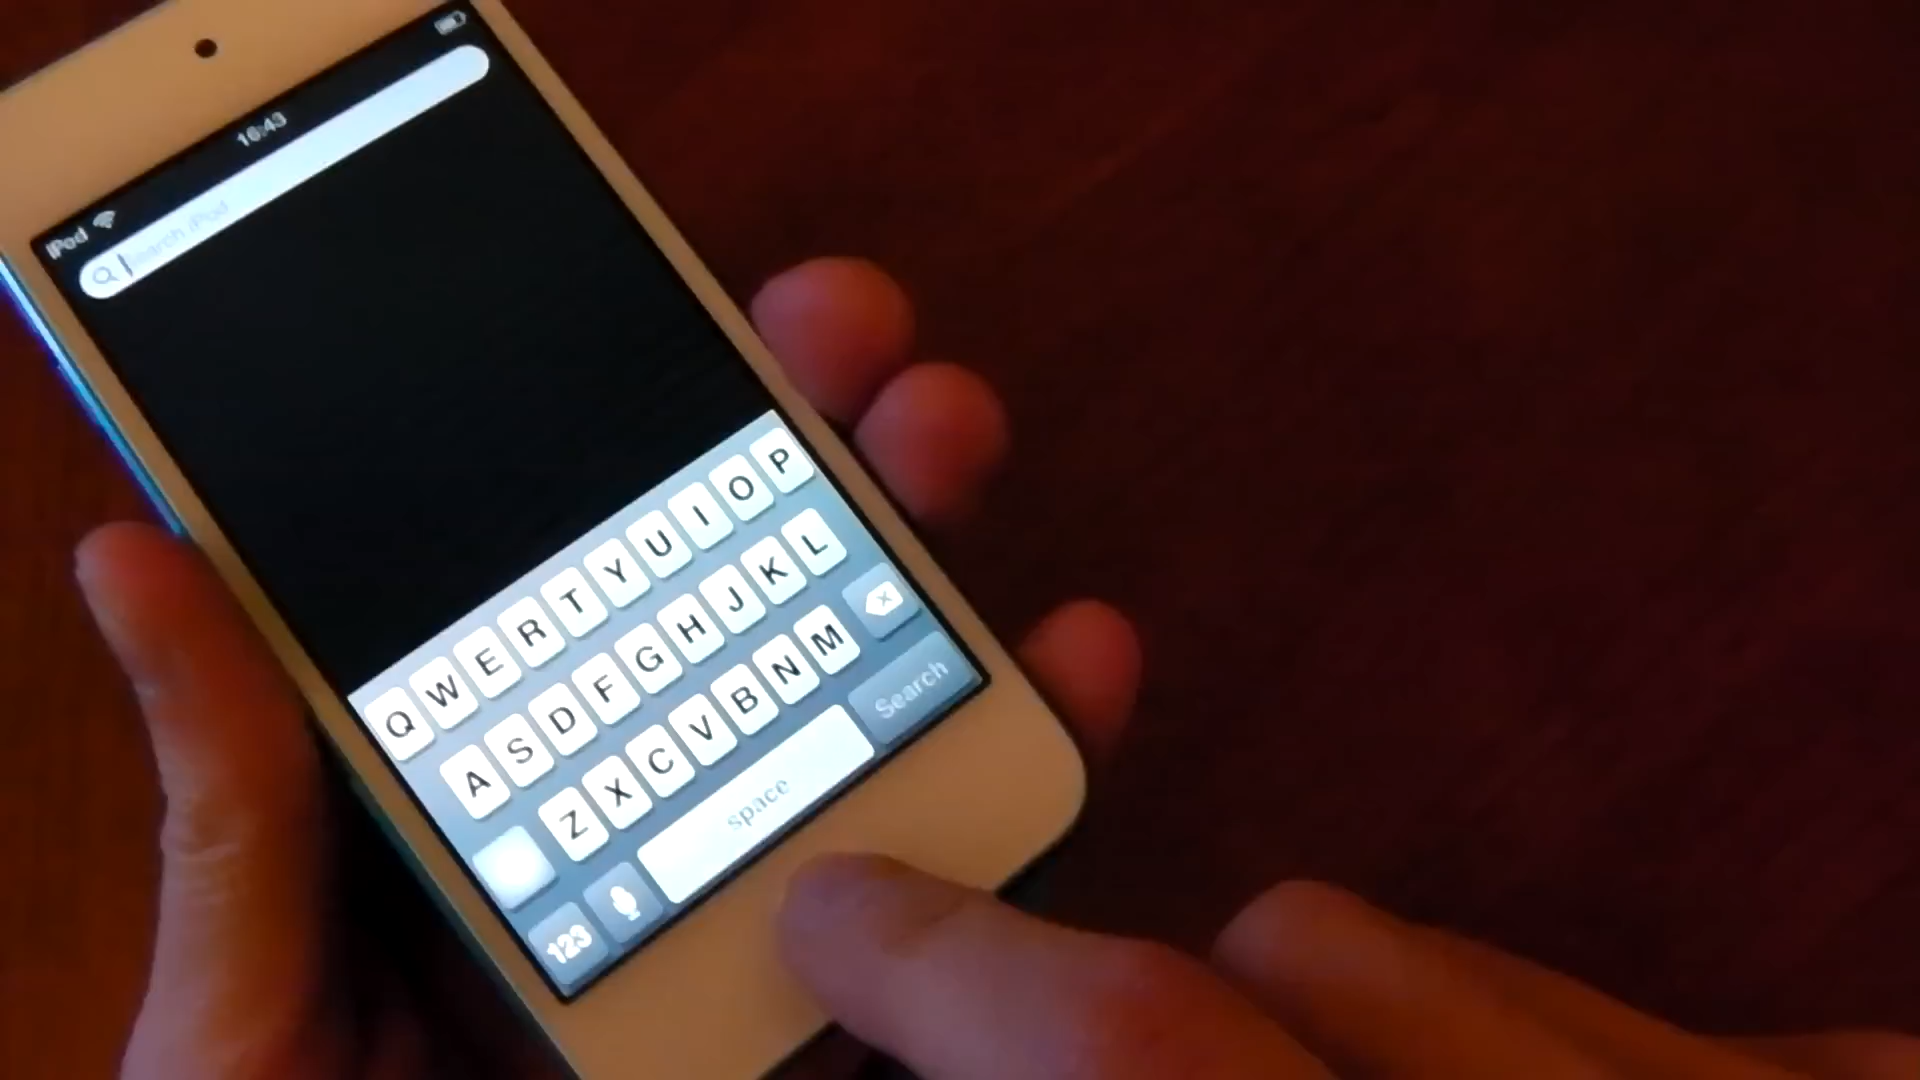 iPod 16:43
Search iPod
Q W E R T Y U I O P
A S D F G H J K L
Z X C V B N M
123 space Search